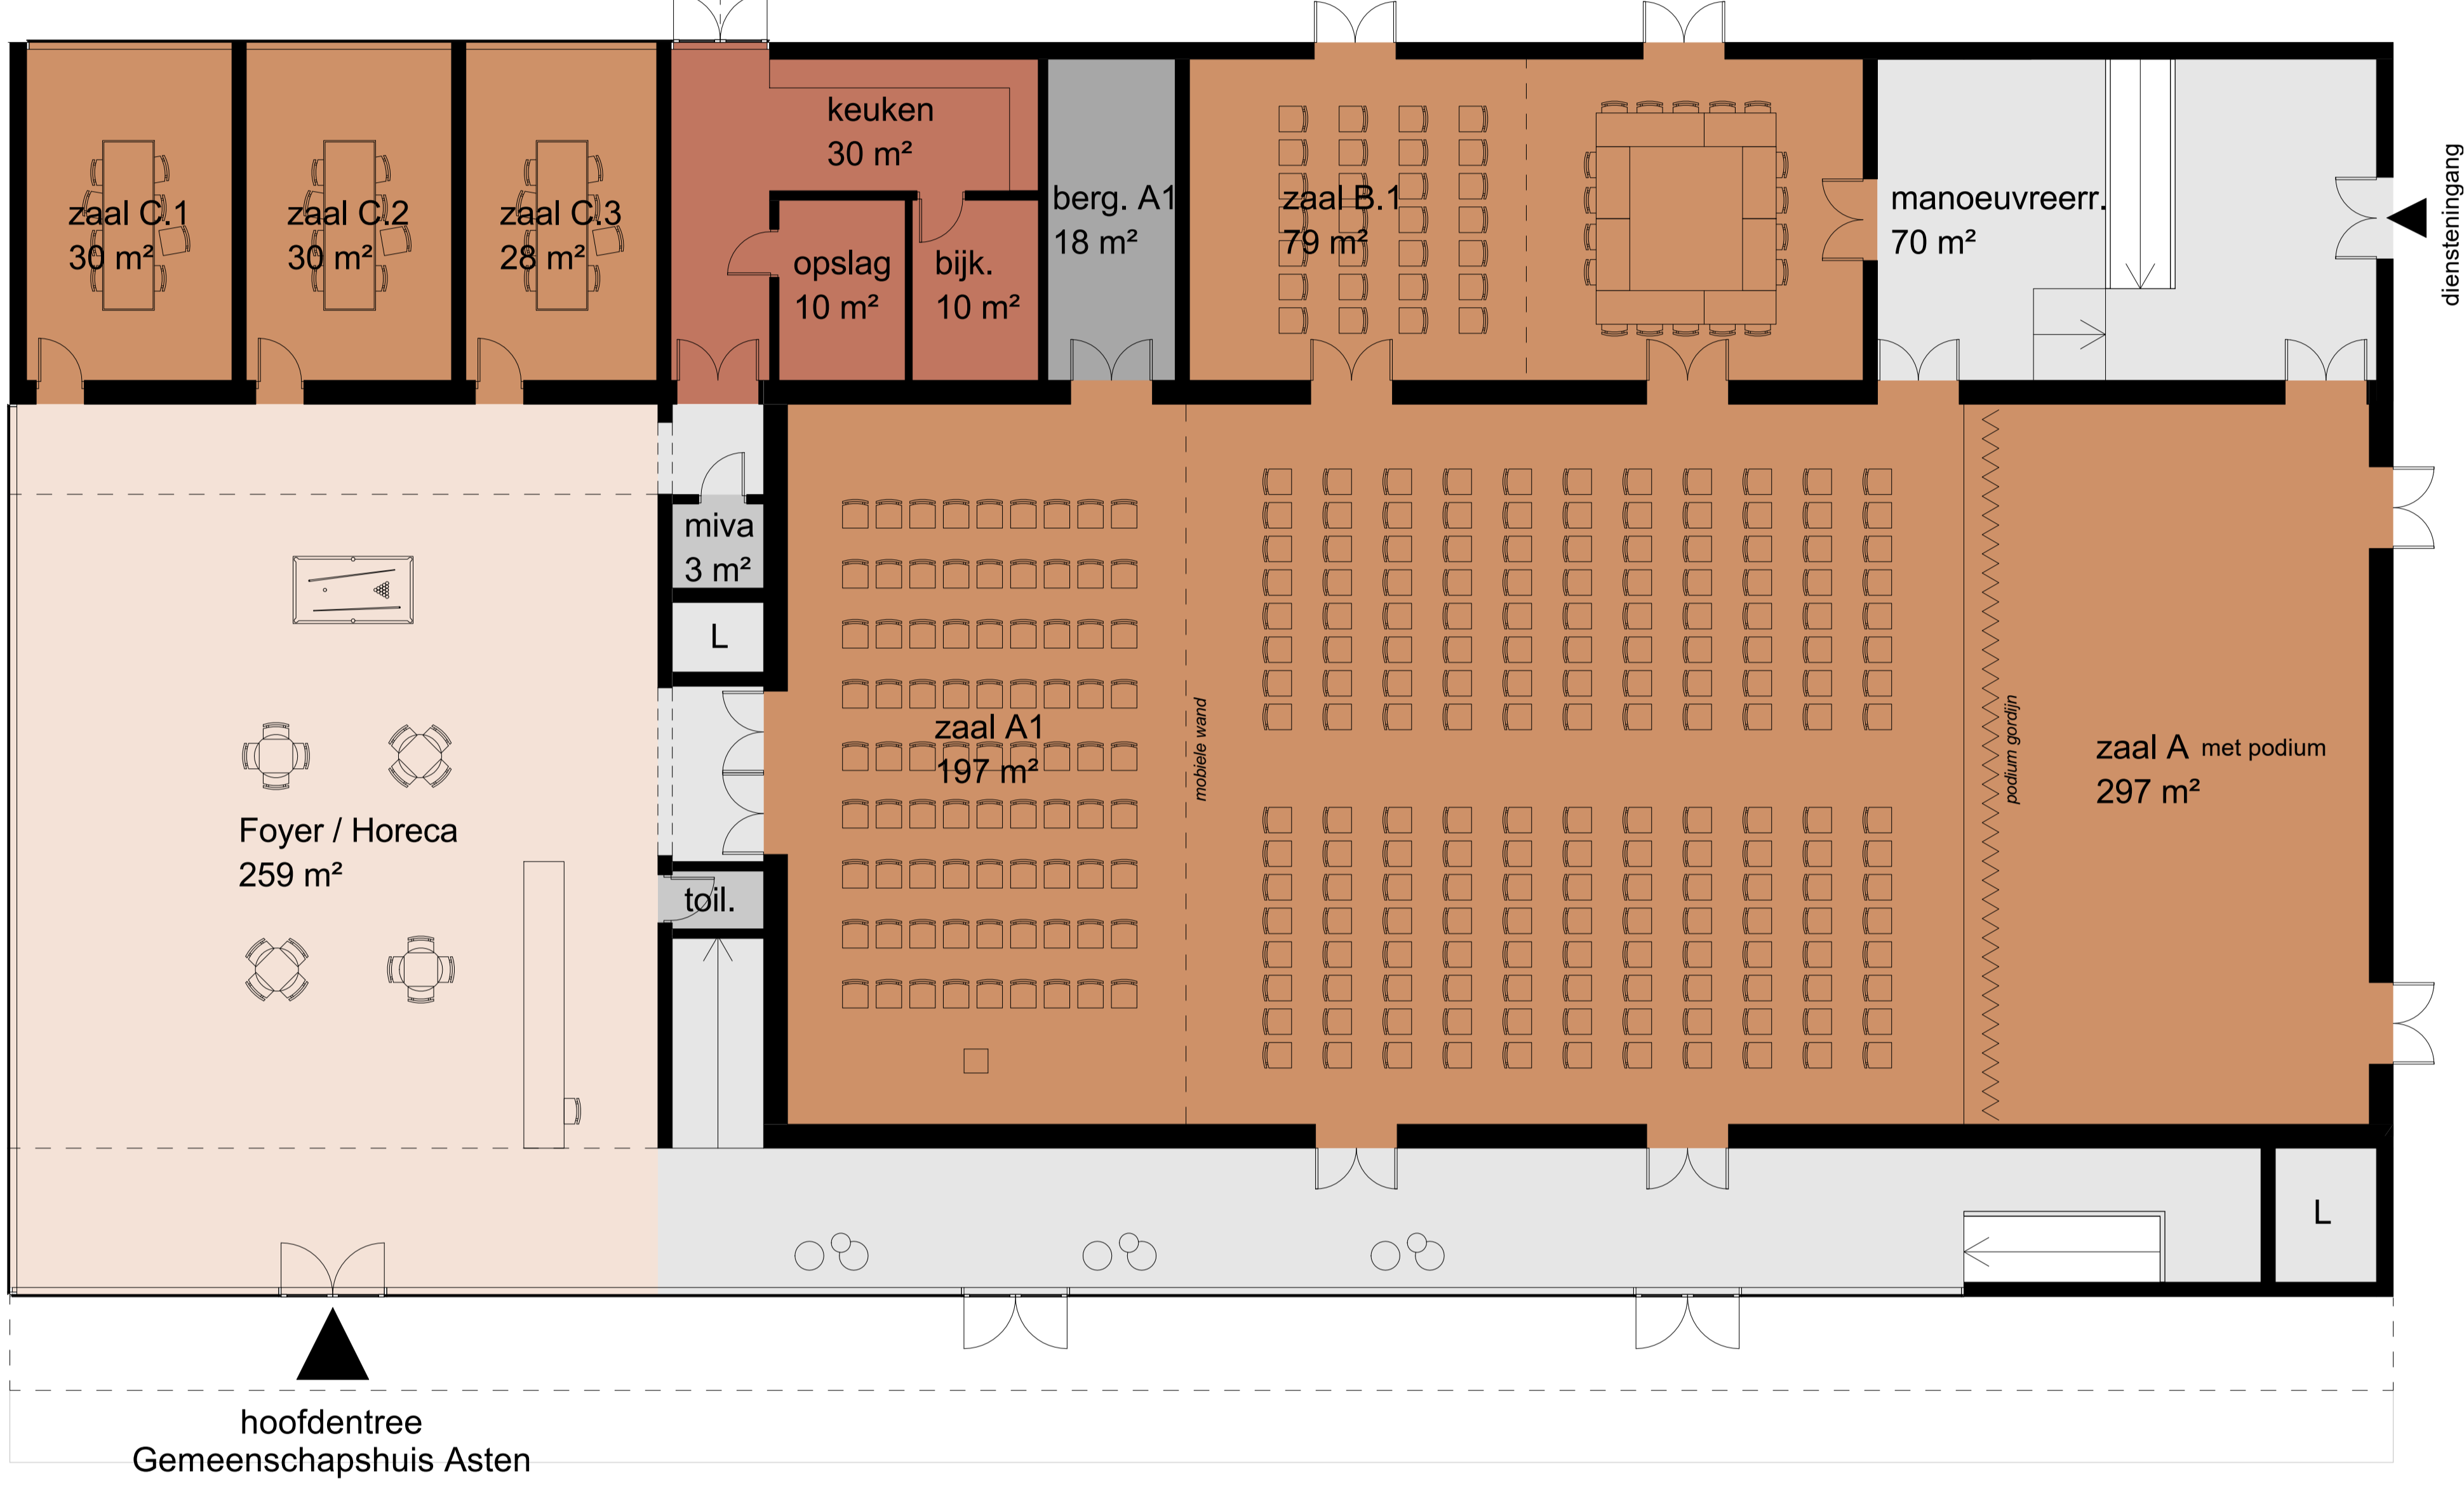 zaal C.1
30 m²
zaal C.2
30 m²
zaal C.3
28 m²
keuken
30 m²
opslag
10 m²
bijk.
10 m²
berg. A1
18 m²
zaal B.1
79 m²
manoeuvreerr.
70 m²
diensteningang
miva
3 m²
L
toil.
Foyer / Horeca
259 m²
zaal A1
197 m²
mobiele wand
podium gordijn
zaal A met podium
297 m²
L
hoofdentree
Gemeenschapshuis Asten